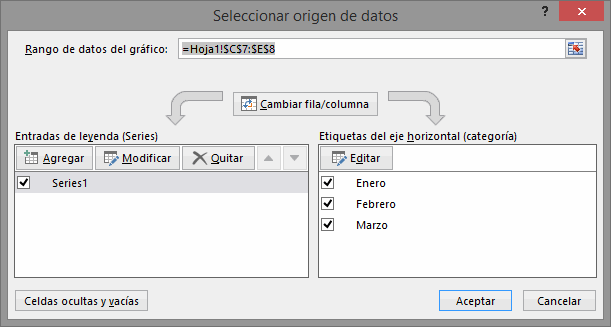 Seleccionar origen de datos
?
Rango de datos del gráfico: =Hoja1!$C$7:$E$8
Cambiar fila/columna
Entradas de leyenda (Series)
Agregar Modificar Quitar
Series1
Etiquetas del eje horizontal (categoría)
Editar
Enero
Febrero
Marzo
Celdas ocultas y vacías
Aceptar Cancelar